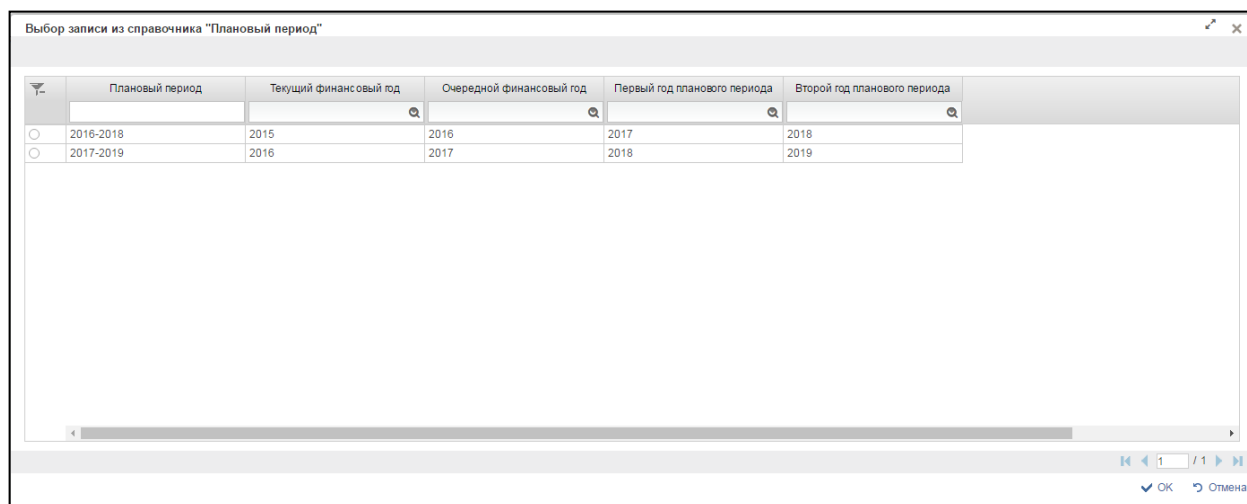 Выбор записи из справочника "Плановый период"
Плановый период Текущий финансовый год Очередной финансовый год Первый год планового периода Второй год планового периода
2016-2018 2015 2016 2017 2018
2017-2019 2016 2017 2018 2019
1 / 1
OK Отмена